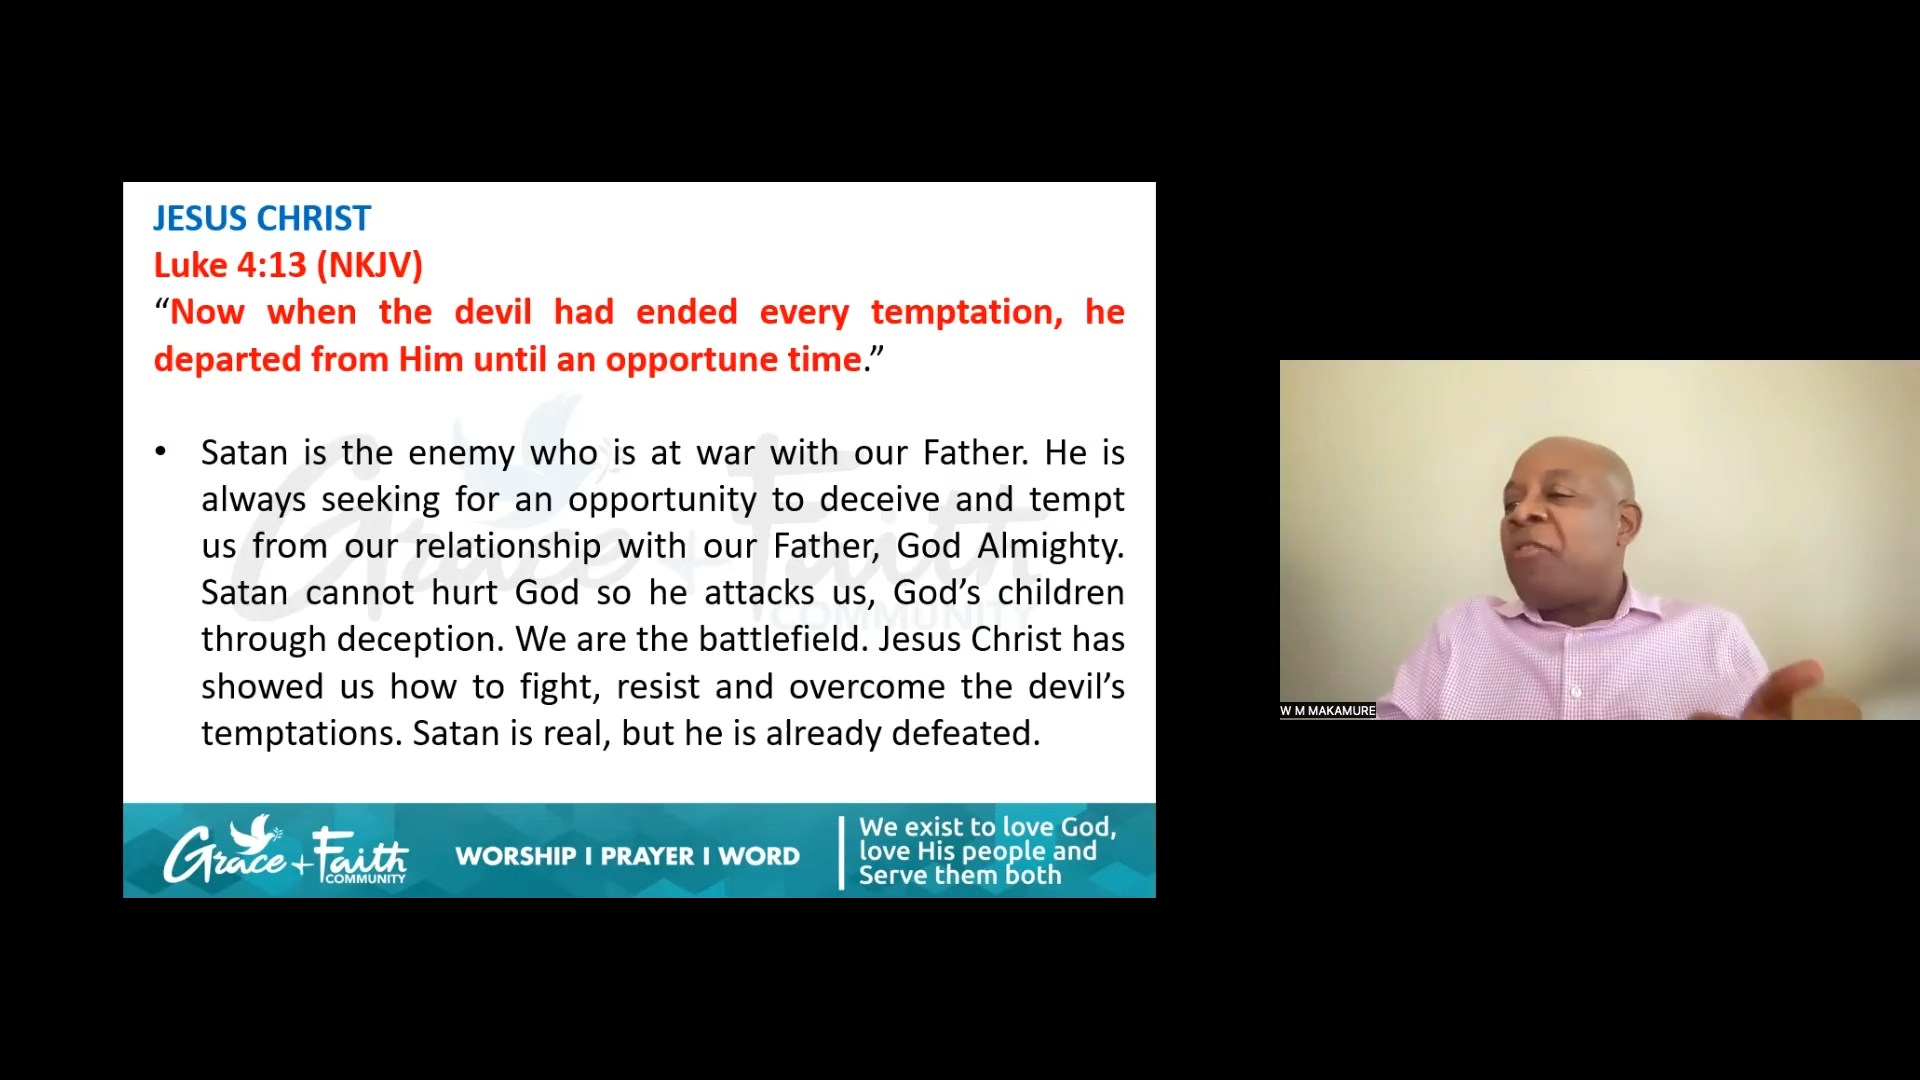 JESUS CHRIST
Luke 4:13 (NKJV)
“Now when the devil had ended every temptation, he
departed from Him until an opportune time.”
• Satan is the enemy who is at war with our Father. He is
always seeking for an opportunity to deceive and tempt
us from our relationship with our Father, God Almighty.
Satan cannot hurt God so he attacks us, God’s children
through deception. We are the battlefield. Jesus Christ has
showed us how to fight, resist and overcome the devil’s
temptations. Satan is real, but he is already defeated.
Grace + Faith
COMMUNITY
Grace + Faith
COMMUNITY
WORSHIP I PRAYER I WORD
We exist to love God,
love His people and
Serve them both
W M MAKAMURE